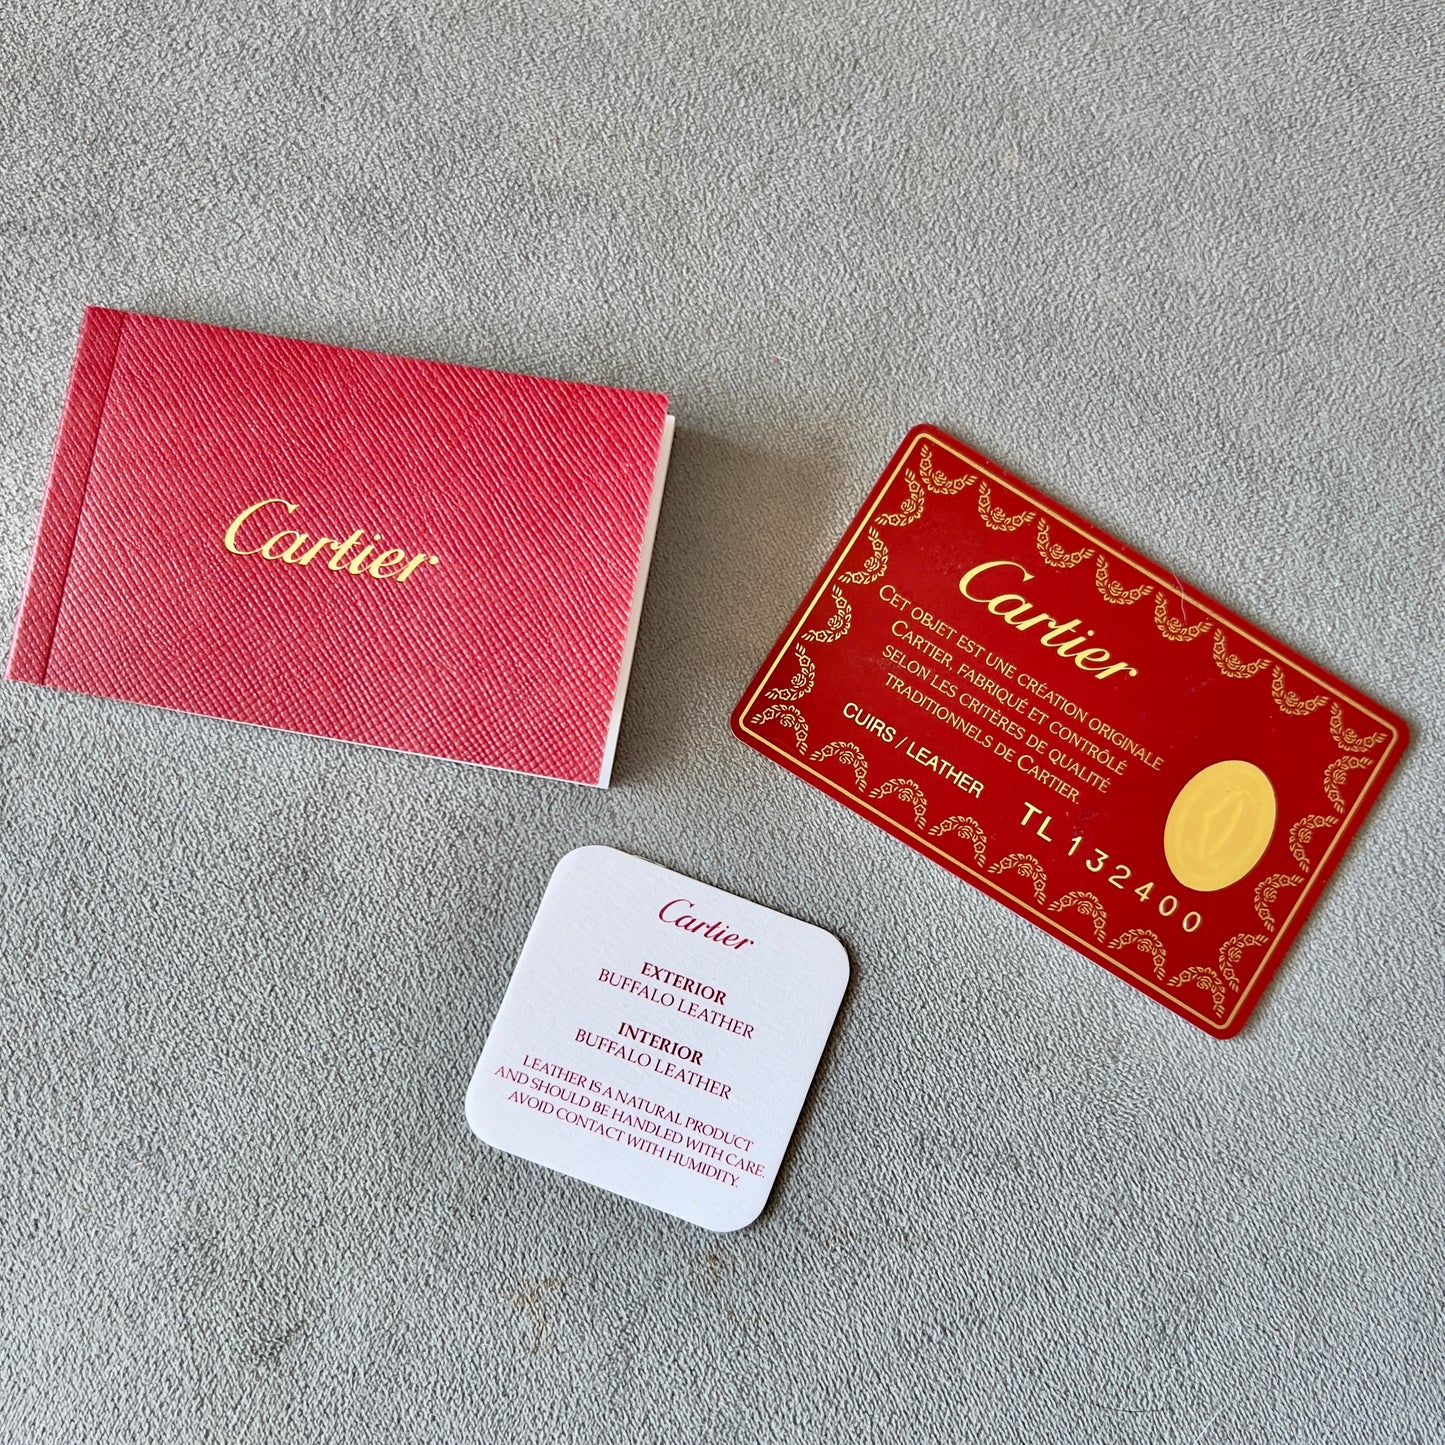 Cartier
Cartier
CET OBJET EST UNE CRÉATION ORIGINALE
CARTIER, FABRIQUÉ ET CONTRÔLÉ
SELON LES CRITÈRES DE QUALITÉ
TRADITIONNELS DE CARTIER.
CUIRS / LEATHER TL 132400
Cartier
EXTERIOR
BUFFALO LEATHER
INTERIOR
BUFFALO LEATHER
LEATHER IS A NATURAL PRODUCT
AND SHOULD BE HANDLED WITH CARE.
AVOID CONTACT WITH HUMIDITY.